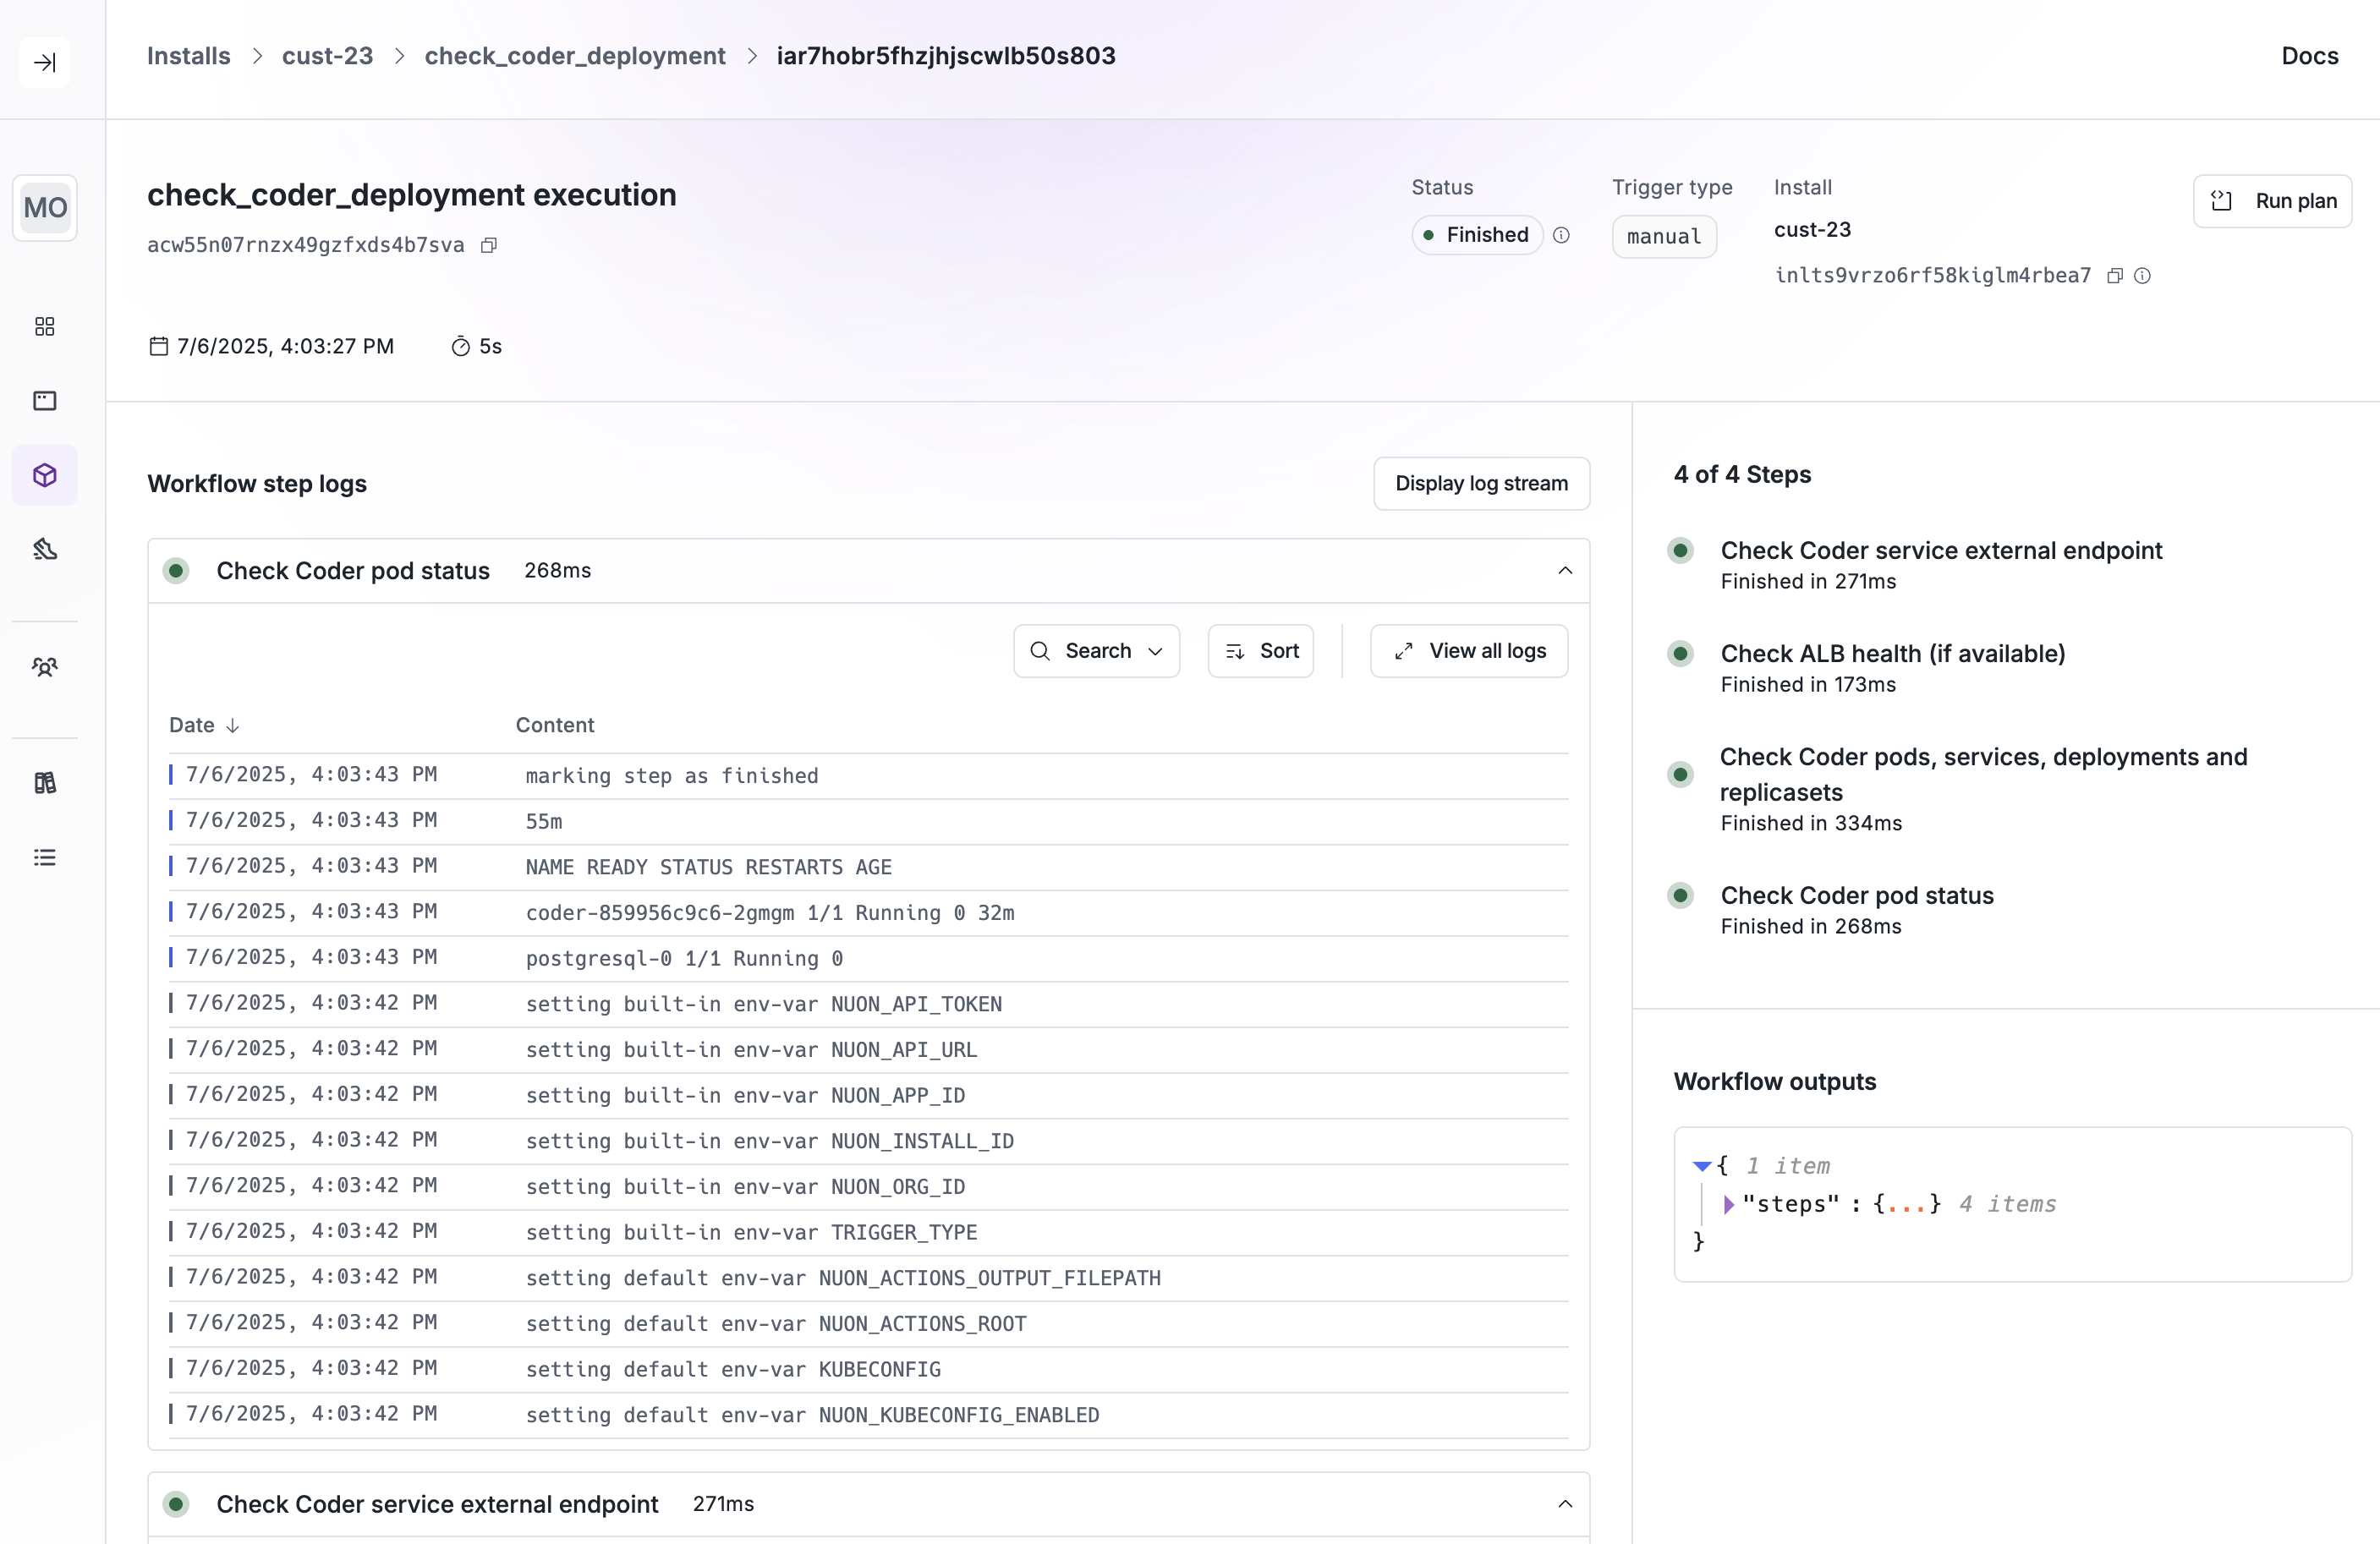 Installs > cust-23 > check_coder_deployment > iar7hobr5fhzjhjscwlb50s803
Docs
MO
check_coder_deployment execution
acw55n07rnzx49gzfxds4b7sva
7/6/2025, 4:03:27 PM 5s
Status
Finished
Trigger type
manual
Install
cust-23
inlts9vrzo6rf58kiglm4rbea7
Run plan
Workflow step logs
Display log stream
Check Coder pod status 268ms
Search Sort View all logs
Date Content
7/6/2025, 4:03:43 PM marking step as finished
7/6/2025, 4:03:43 PM 55m
7/6/2025, 4:03:43 PM NAME READY STATUS RESTARTS AGE
7/6/2025, 4:03:43 PM coder-859956c9c6-2gmgm 1/1 Running 0 32m
7/6/2025, 4:03:43 PM postgresql-0 1/1 Running 0
7/6/2025, 4:03:42 PM setting built-in env-var NUON_API_TOKEN
7/6/2025, 4:03:42 PM setting built-in env-var NUON_API_URL
7/6/2025, 4:03:42 PM setting built-in env-var NUON_APP_ID
7/6/2025, 4:03:42 PM setting built-in env-var NUON_INSTALL_ID
7/6/2025, 4:03:42 PM setting built-in env-var NUON_ORG_ID
7/6/2025, 4:03:42 PM setting built-in env-var TRIGGER_TYPE
7/6/2025, 4:03:42 PM setting default env-var NUON_ACTIONS_OUTPUT_FILEPATH
7/6/2025, 4:03:42 PM setting default env-var NUON_ACTIONS_ROOT
7/6/2025, 4:03:42 PM setting default env-var KUBECONFIG
7/6/2025, 4:03:42 PM setting default env-var NUON_KUBECONFIG_ENABLED
Check Coder service external endpoint 271ms
4 of 4 Steps
Check Coder service external endpoint
Finished in 271ms
Check ALB health (if available)
Finished in 173ms
Check Coder pods, services, deployments and
replicasets
Finished in 334ms
Check Coder pod status
Finished in 268ms
Workflow outputs
{ 1 item
"steps" : {...} 4 items
}